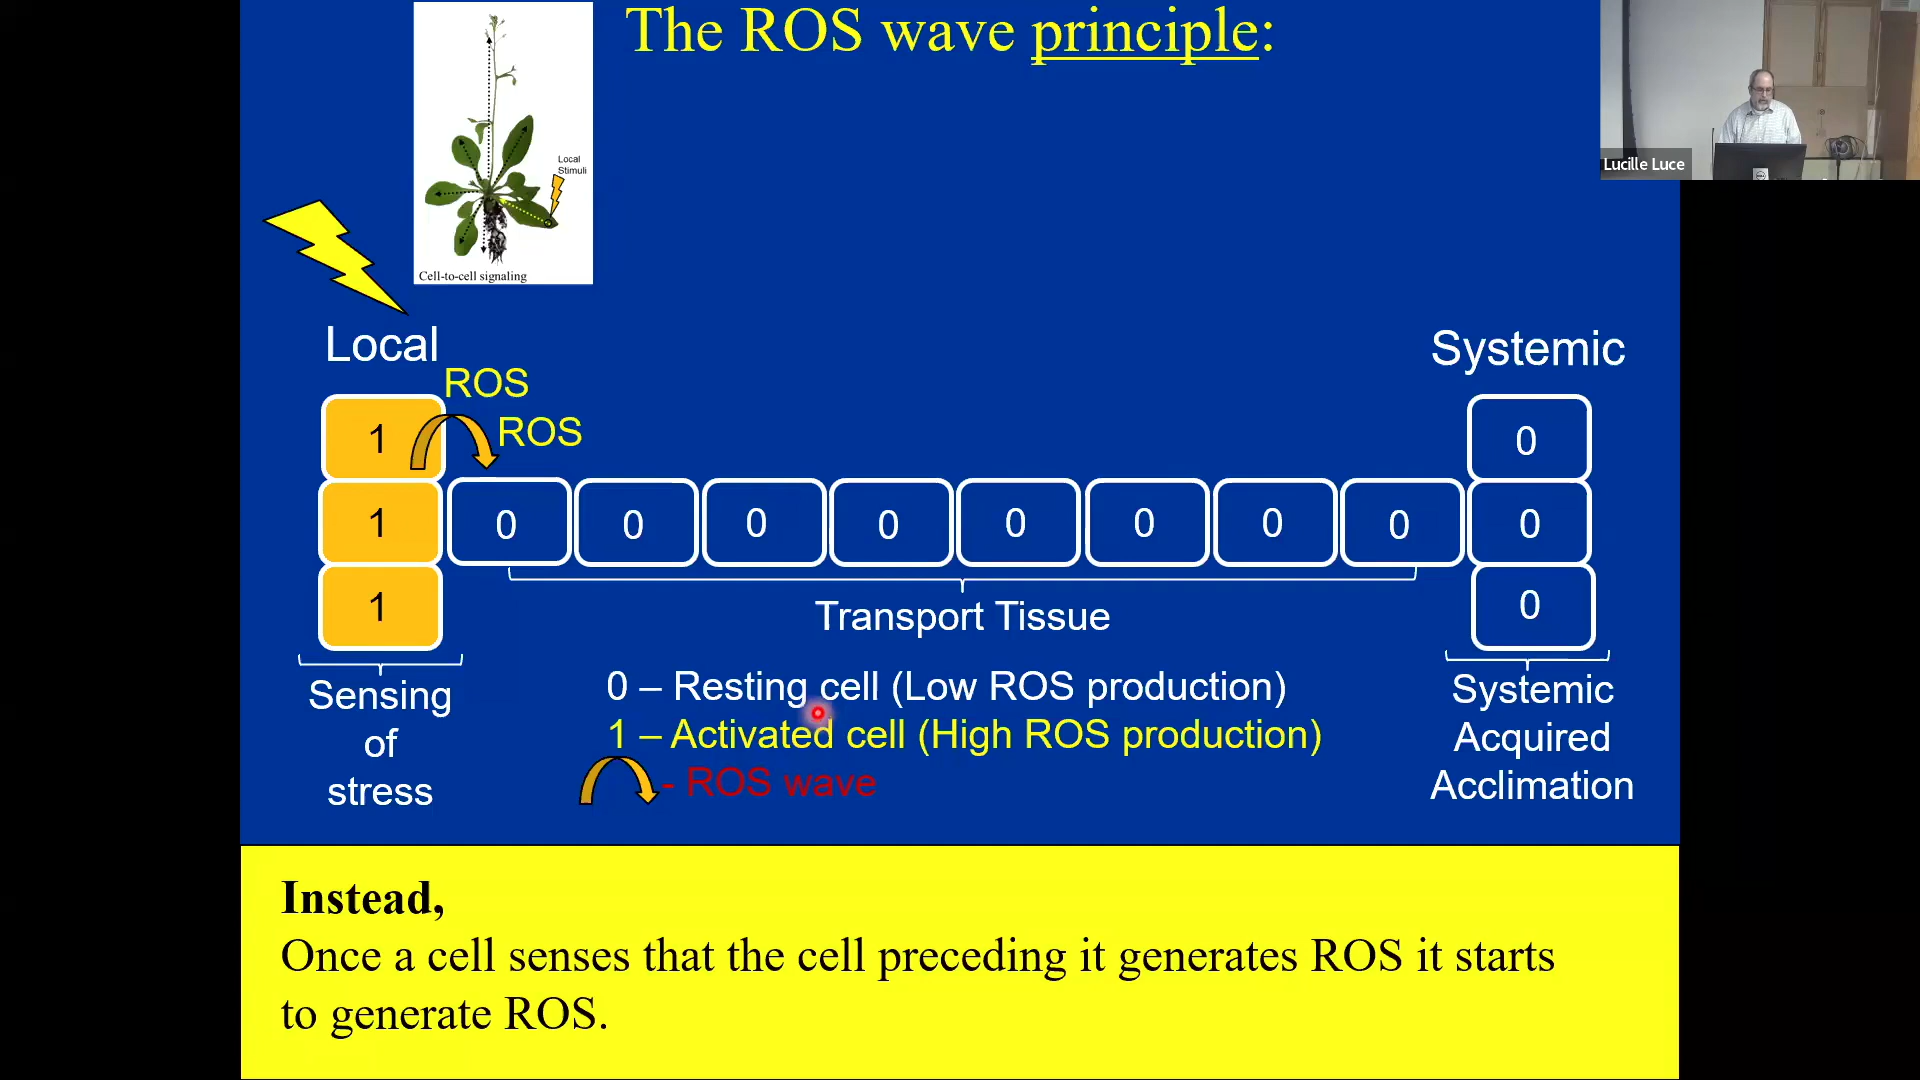 The ROS wave principle:
Local
Stimuli
Cell-to-cell signaling
Lucille Luce
Local
Systemic
ROS
ROS
1
0
1
0
0
0
0
0
0
0
0
0
1
0
Transport Tissue
Sensing
of
stress
0 – Resting cell (Low ROS production)
1 – Activated cell (High ROS production)
- ROS wave
Systemic
Acquired
Acclimation
Instead,
Once a cell senses that the cell preceding it generates ROS it starts
to generate ROS.